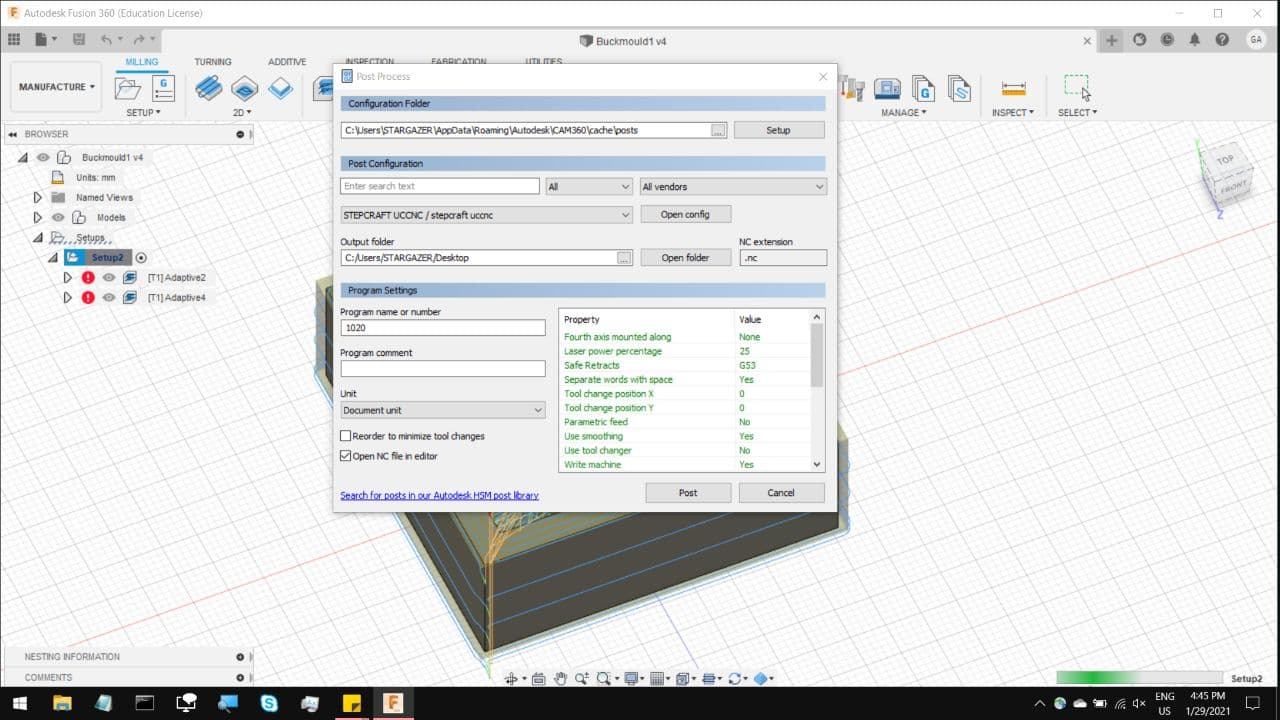 Autodesk Fusion 360 (Education License)
Buckmould1 v4
GA
MILLING TURNING ADDITIVE INSPECTION FABRICATION UTILITIES
MANUFACTURE
SETUP 2D MANAGE INSPECT SELECT
BROWSER
Buckmould1 v4
Units: mm
Named Views
Models
Setups
Setup2
[T1] Adaptive2
[T1] Adaptive4
Post Process
Configuration Folder
C:\Users\STARGAZER\AppData\Roaming\Autodesk\CAM360\cache\posts ... Setup
Post Configuration
Enter search text All All vendors
STEPCRAFT UCCNC / stepcraft uccnc Open config
Output folder NC extension
C:/Users/STARGAZER/Desktop ... Open folder .nc
Program Settings
Program name or number
1020
Program comment
Unit
Document unit
Reorder to minimize tool changes
Open NC file in editor
Search for posts in our Autodesk HSM post library
Property Value
Fourth axis mounted along None
Laser power percentage 25
Safe Retracts G53
Separate words with space Yes
Tool change position X 0
Tool change position Y 0
Parametric feed No
Use smoothing Yes
Use tool changer No
Write machine Yes
Post Cancel
TOP
FRONT
Z
NESTING INFORMATION
COMMENTS
Setup2
ENG
US
4:45 PM
1/29/2021